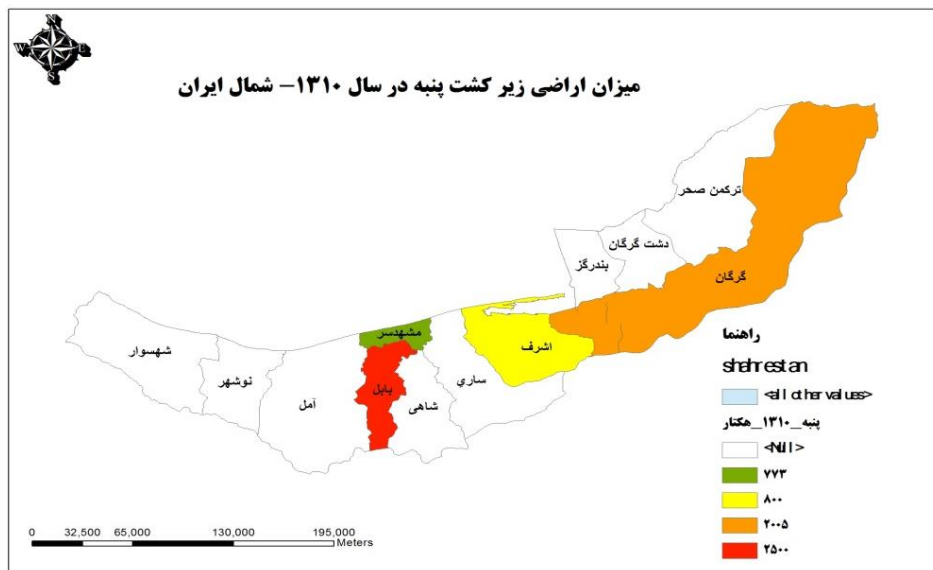 N
W E
S
میزان اراضی زیر کشت پنبه در سال ۱۳۱۰– شمال ایران
ترکمن صحر
دشت گرگان
بندرگز
گرگان
مشهدسر
اشرف
شهسوار
نوشهر
آمل
بابل
شاهی
ساري
راهنما
shahrestan
<all other values>
پنبه_۱۳۱۰_هکتار
<Null>
۷۷۳
۸۰۰
۲۰۰۵
۲۵۰۰
0 32,500 65,000 130,000 195,000
Meters